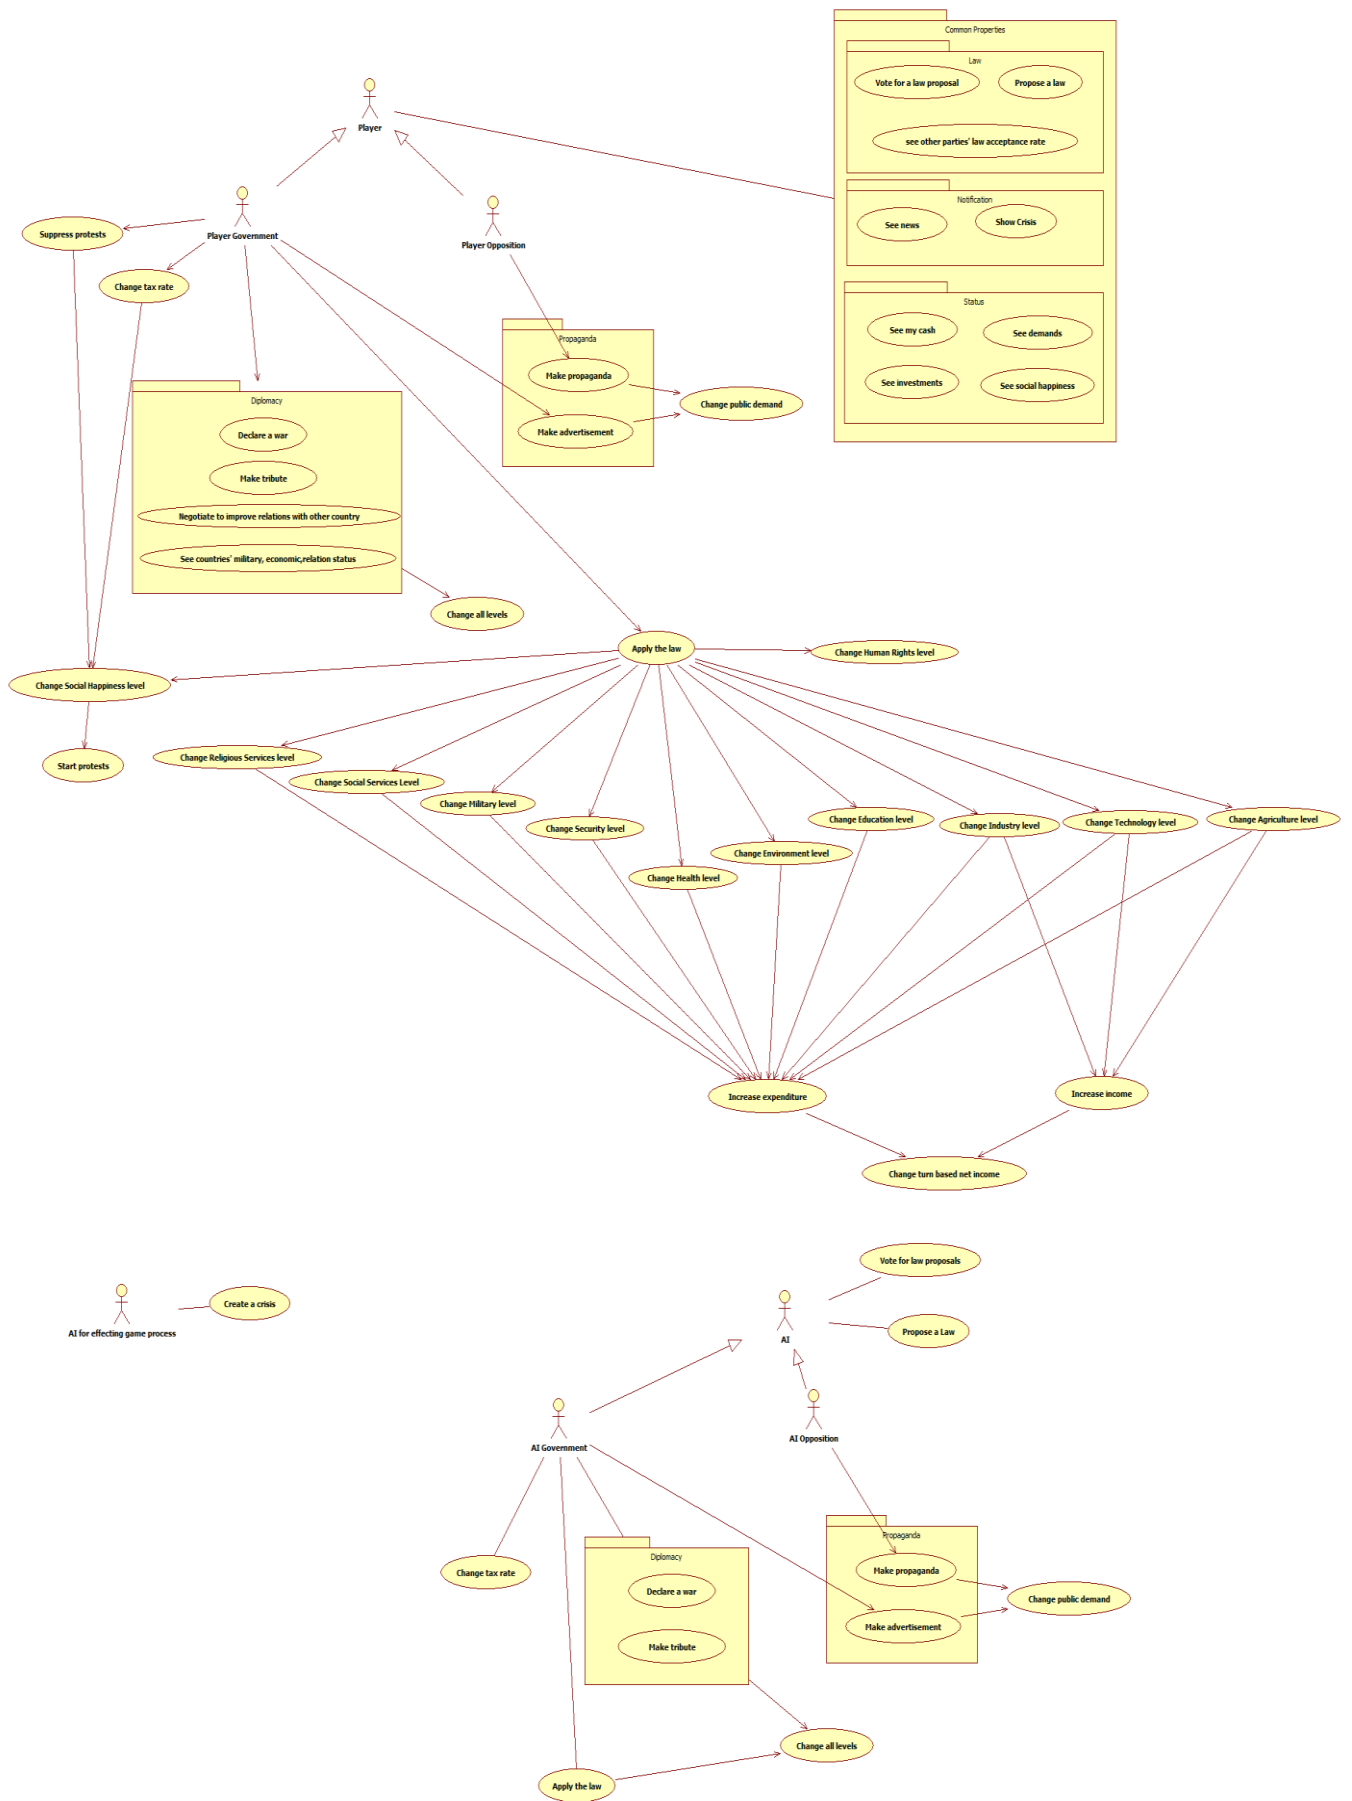 Common Properties
Law
Vote for a law proposal
Propose a law
see other parties' law acceptance rate
Notification
See news
Show Crisis
Status
See my cash
See demands
See investments
See social happiness
Player
Player Government
Player Opposition
Suppress protests
Change tax rate
Propaganda
Make propaganda
Make advertisement
Change public demand
Diplomacy
Declare a war
Make tribute
Negotiate to improve relations with other country
See countries' military, economic,relation status
Change all levels
Apply the law
Change Human Rights level
Change Social Happiness level
Start protests
Change Religious Services level
Change Social Services Level
Change Military level
Change Security level
Change Health level
Change Environment level
Change Education level
Change Industry level
Change Technology level
Change Agriculture level
Increase expenditure
Increase income
Change turn based net income
Vote for law proposals
Create a crisis
AI for effecting game process
AI
Propose a Law
AI Government
AI Opposition
Change tax rate
Diplomacy
Declare a war
Make tribute
Propaganda
Make propaganda
Make advertisement
Change public demand
Change all levels
Apply the law